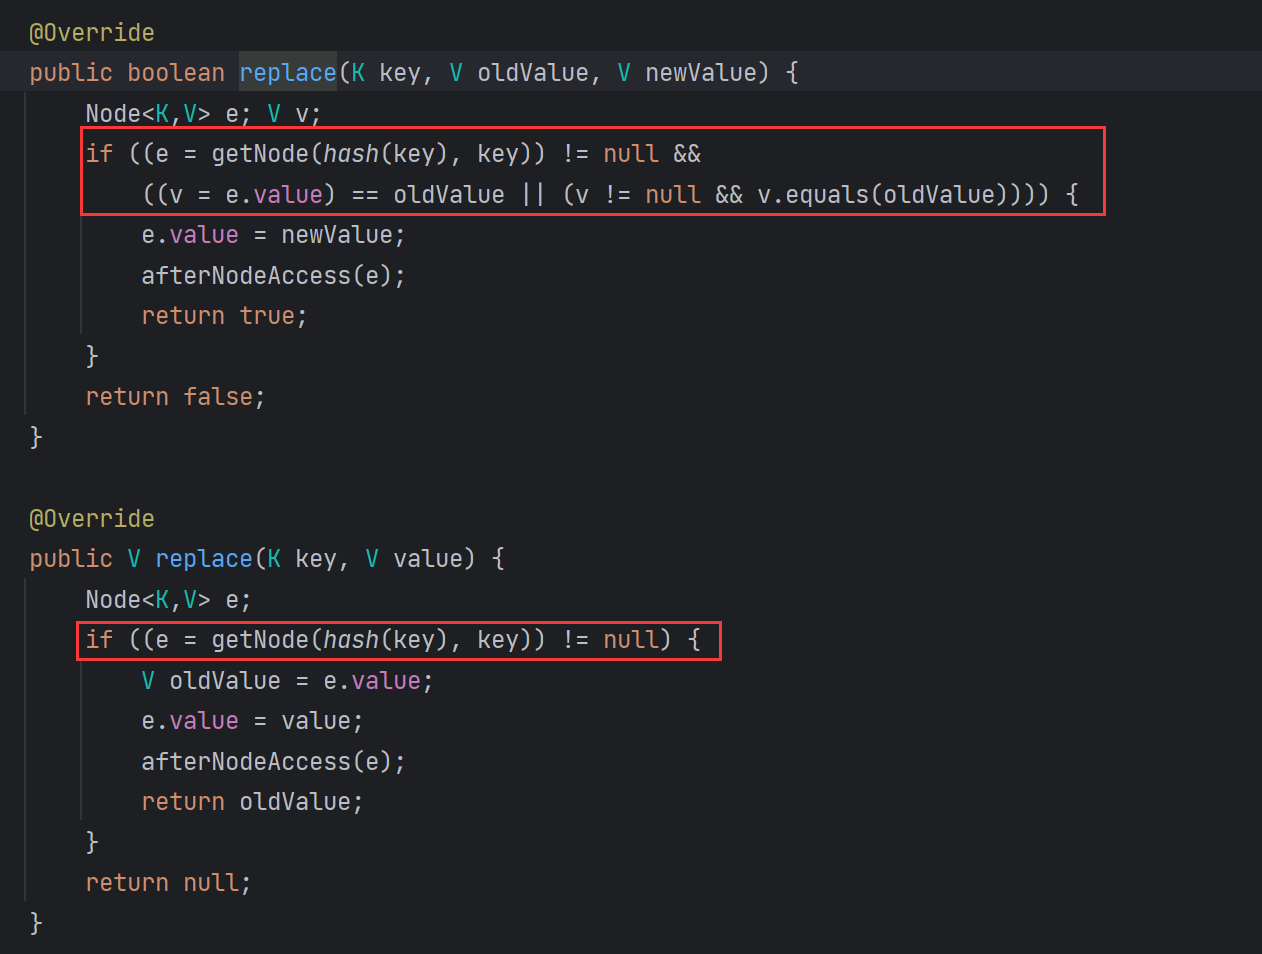 @Override
public boolean replace(K key, V oldValue, V newValue) {
    Node<K,V> e; V v;
    if ((e = getNode(hash(key), key)) != null &&
        ((v = e.value) == oldValue || (v != null && v.equals(oldValue)))) {
        e.value = newValue;
        afterNodeAccess(e);
        return true;
    }
    return false;
}
@Override
public V replace(K key, V value) {
    Node<K,V> e;
    if ((e = getNode(hash(key), key)) != null) {
        V oldValue = e.value;
        e.value = value;
        afterNodeAccess(e);
        return oldValue;
    }
    return null;
}